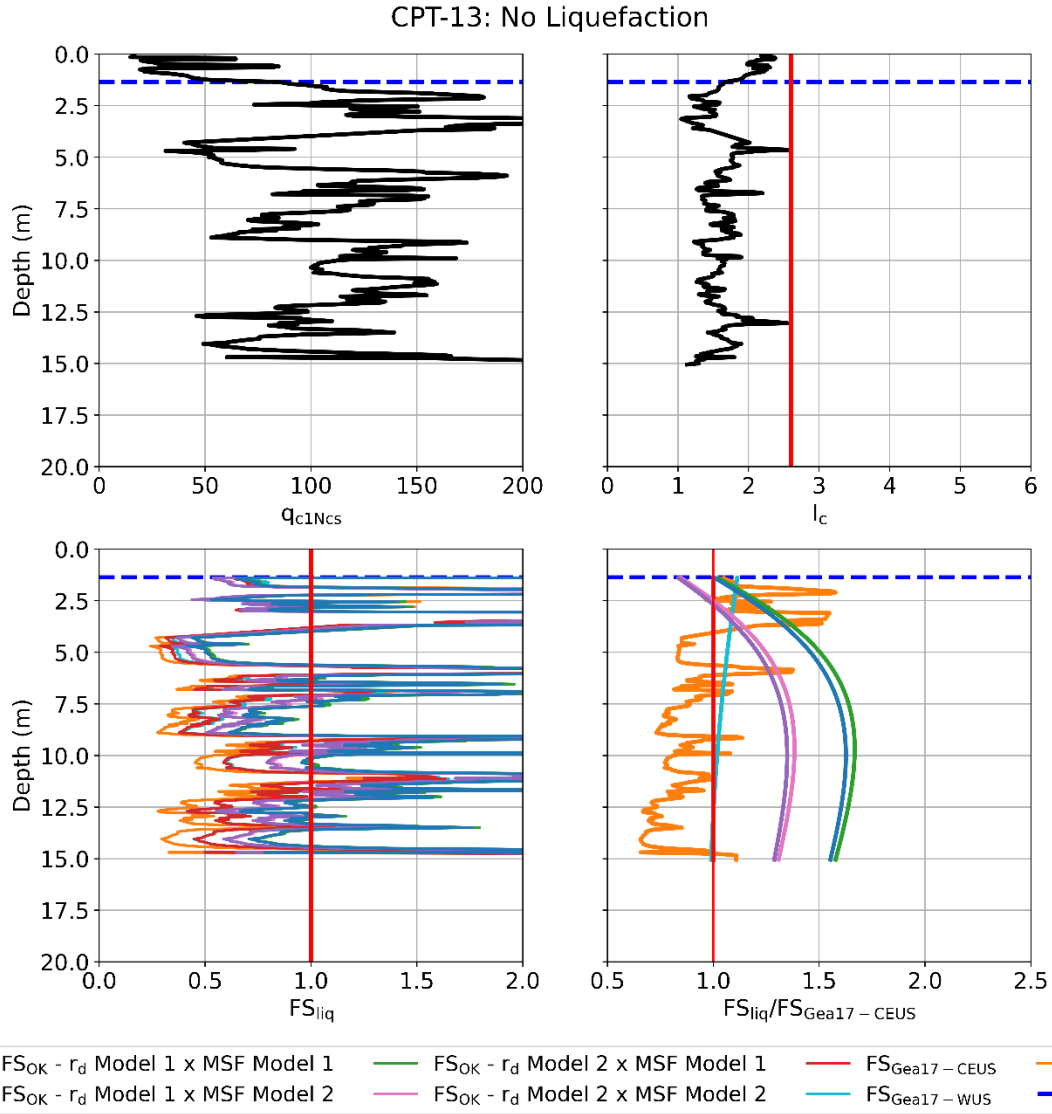 CPT-13: No Liquefaction
0.0
2.5
5.0
7.5
10.0
12.5
15.0
17.5
20.0
Depth (m)
0 50 100 150 200
qc1Ncs
1 2 3 4 5 6
Ic
0.0
2.5
5.0
7.5
10.0
12.5
15.0
17.5
20.0
Depth (m)
0.0 0.5 1.0 1.5 2.0
FSliq
0.5 1.0 1.5 2.0 2.5
FSliq/FSGea17-CEUS
FSOK - rd Model 1 x MSF Model 1 FSOK - rd Model 2 x MSF Model 1 FSGea17-CEUS
FSOK - rd Model 1 x MSF Model 2 FSOK - rd Model 2 x MSF Model 2 FSGea17-WUS